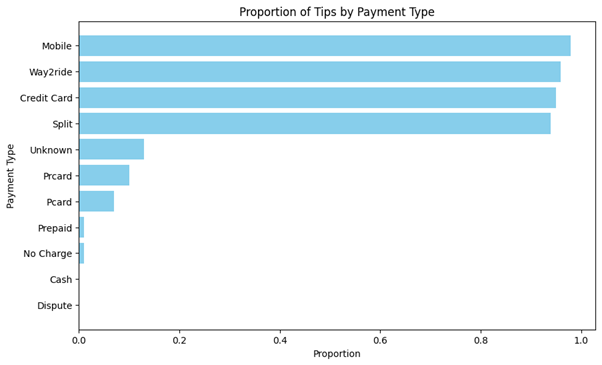 Proportion of Tips by Payment Type
Payment Type
Mobile
Way2ride
Credit Card
Split
Unknown
Prcard
Pcard
Prepaid
No Charge
Cash
Dispute
0.0 0.2 0.4 0.6 0.8 1.0
Proportion